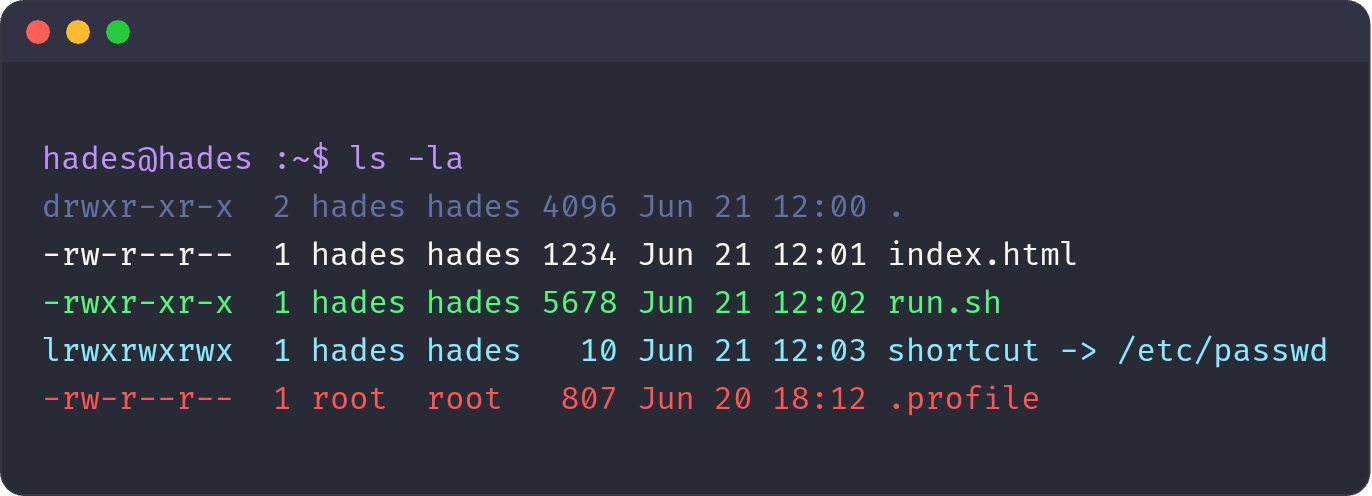 hades@hades :~$ ls -la
drwxr-xr-x  2 hades hades 4096 Jun 21 12:00 .
-rw-r--r--  1 hades hades 1234 Jun 21 12:01 index.html
-rwxr-xr-x  1 hades hades 5678 Jun 21 12:02 run.sh
lrwxrwxrwx  1 hades hades   10 Jun 21 12:03 shortcut -> /etc/passwd
-rw-r--r--  1 root  root   807 Jun 20 18:12 .profile